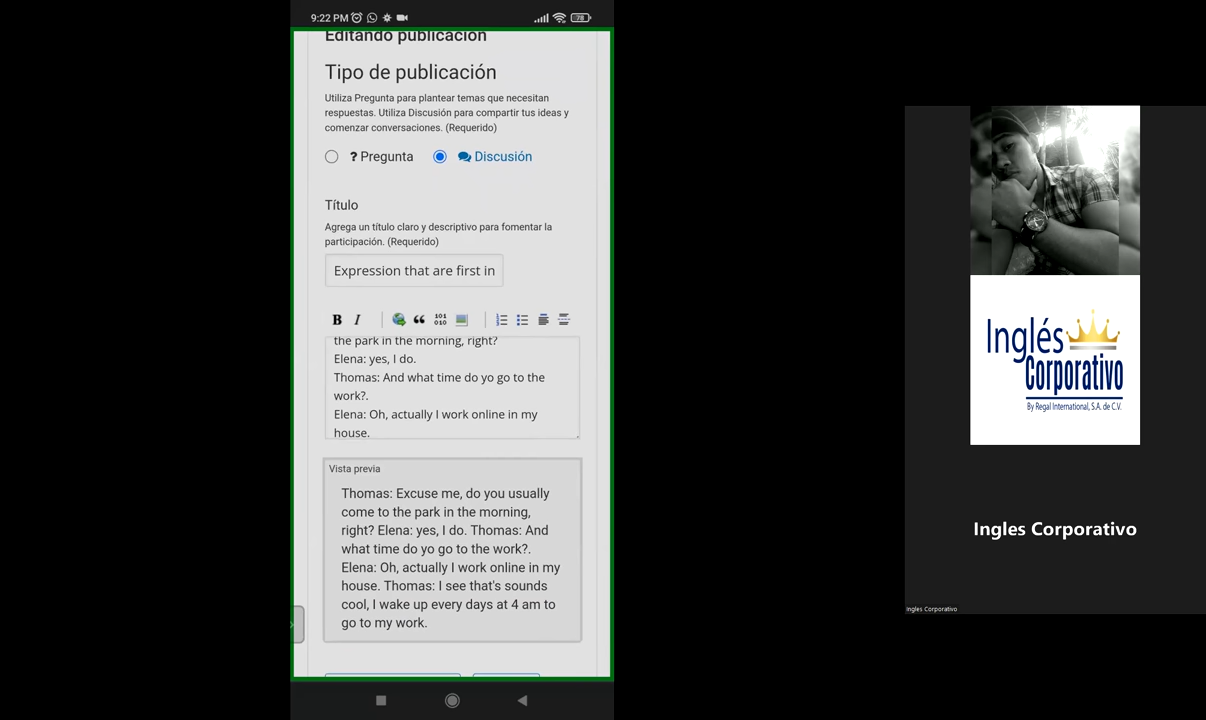 9:22 PM
78
Editando publicación
Tipo de publicación
Utiliza Pregunta para plantear temas que necesitan
respuestas. Utiliza Discusión para compartir tus ideas y
comenzar conversaciones. (Requerido)
? Pregunta
Discusión
Título
Agrega un título claro y descriptivo para fomentar la
participación. (Requerido)
Expression that are first in
B I
101
010
the park in the morning, right?
Elena: yes, I do.
Thomas: And what time do yo go to the
work?.
Elena: Oh, actually I work online in my
house.
Vista previa
Thomas: Excuse me, do you usually
come to the park in the morning,
right? Elena: yes, I do. Thomas: And
what time do yo go to the work?.
Elena: Oh, actually I work online in my
house. Thomas: I see that's sounds
cool, I wake up every days at 4 am to
go to my work.
Inglés
Corporativo
By Regal International, S.A. de C.V.
Ingles Corporativo
Ingles Corporativo